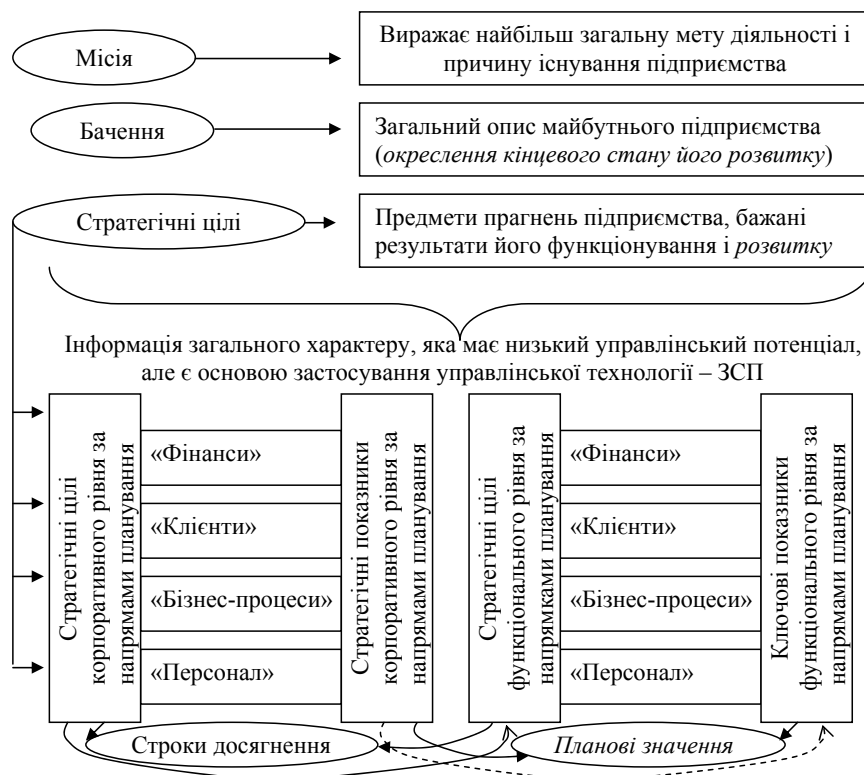 Місія
Виражає найбільш загальну мету діяльності і
причину існування підприємства
Бачення
Загальний опис майбутнього підприємства
(окреслення кінцевого стану його розвитку)
Стратегічні цілі
Предмети прагнень підприємства, бажані
результати його функціонування і розвитку
Інформація загального характеру, яка має низький управлінський потенціал,
але є основою застосування управлінської технології – ЗСП
Стратегічні цілі
корпоративного рівня за
напрямами планування
«Фінанси»
«Клієнти»
«Бізнес-процеси»
«Персонал»
Стратегічні показники
корпоративного рівня за
напрямами планування
Стратегічні цілі
функціонального рівня за
напрямками планування
«Фінанси»
«Клієнти»
«Бізнес-процеси»
«Персонал»
Ключові показники
функціонального рівня за
напрямами планування
Строки досягнення
Планові значення